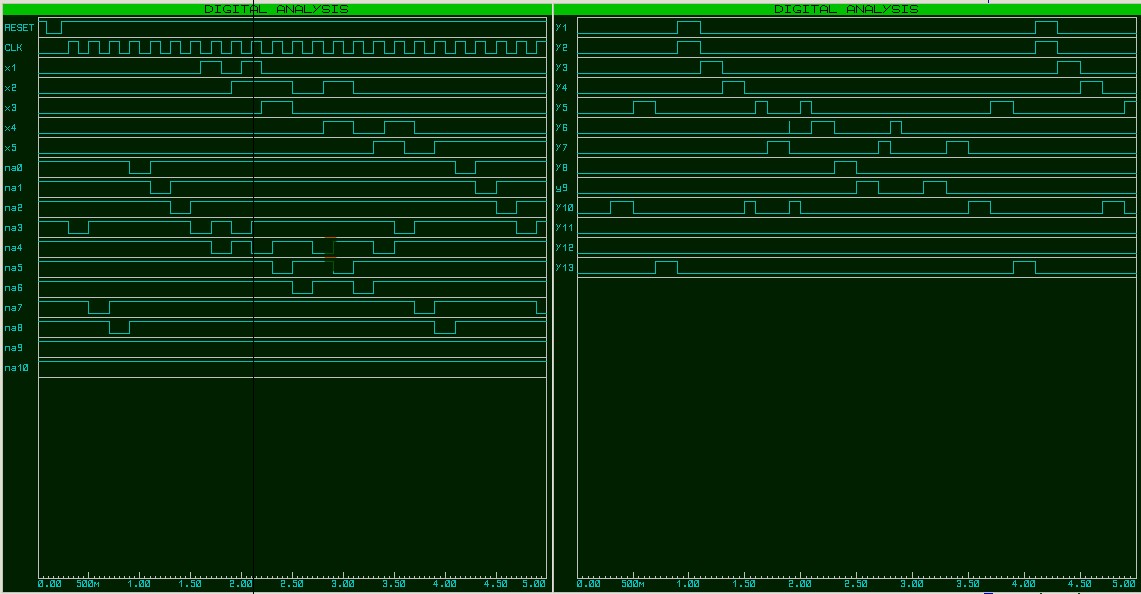 DIGITAL ANALYSIS
RESET
CLK
x1
x2
x3
x4
x5
na0
na1
na2
na3
na4
na5
na6
na7
na8
na9
na10
0.00 500m 1.00 1.50 2.00 2.50 3.00 3.50 4.00 4.50 5.00
DIGITAL ANALYSIS
Y1
Y2
Y3
Y4
Y5
Y6
Y7
Y8
y9
Y10
Y11
Y12
Y13
0.00 500m 1.00 1.50 2.00 2.50 3.00 3.50 4.00 4.50 5.00